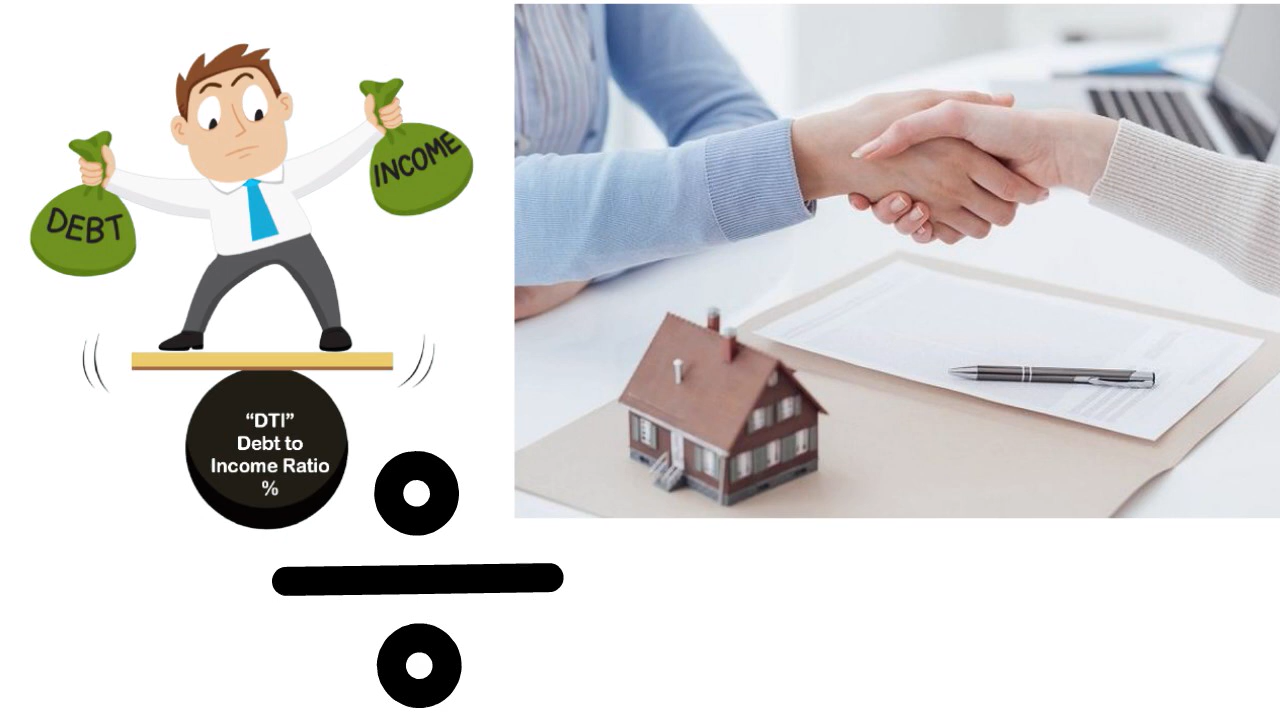 DEBT
INCOME
“DTI”
Debt to
Income Ratio
%